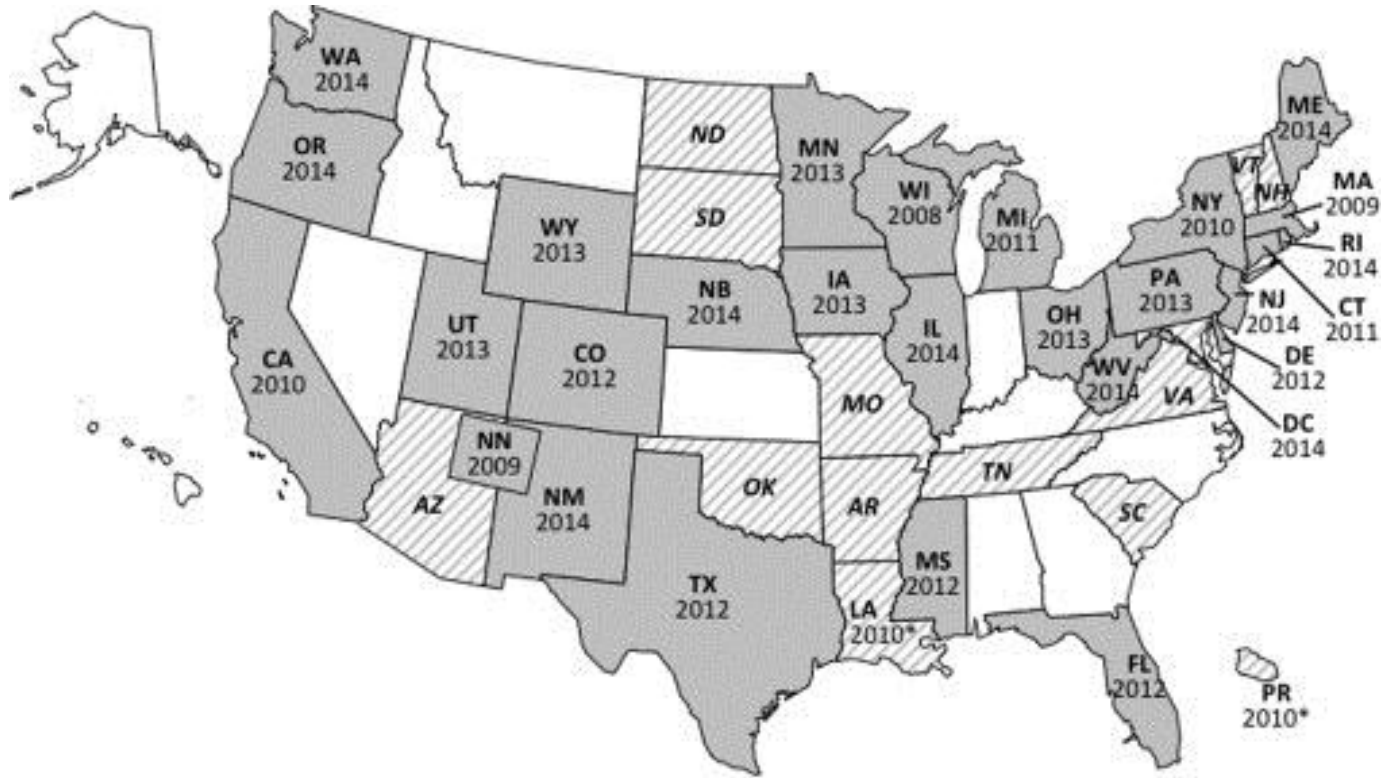 WA
2014
ME
2014
ND
OR
2014
MN
2013
VT
WI
2008
NH
MA
2009
NY
2010
SD
MI
2011
WY
2013
RI
2014
IA
2013
PA
2013
NB
2014
NJ
2014
CT
2011
UT
2013
OH
2013
IL
2014
CO
2012
DE
2012
CA
2010
WV
2014
VA
MO
DC
2014
NN
2009
TN
OK
NM
2014
AZ
AR
SC
MS
2012
TX
2012
LA
2010*
FL
2012
PR
2010*